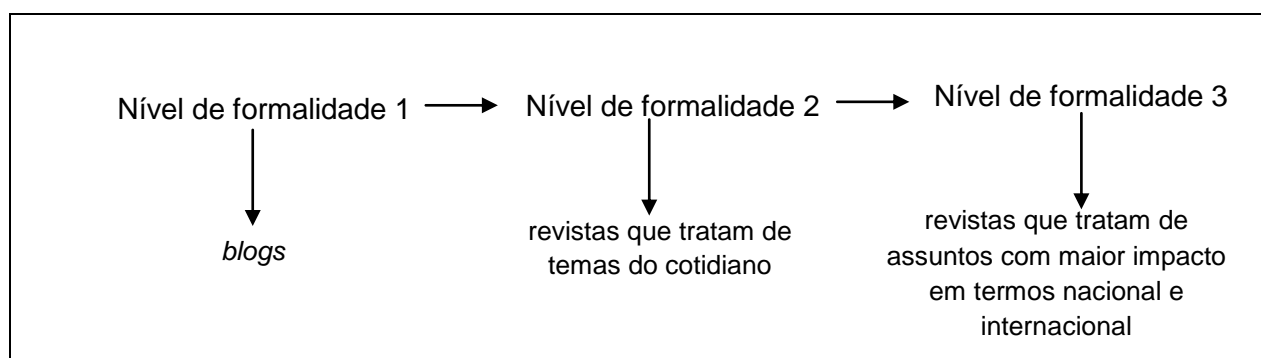 Nível de formalidade 1
Nível de formalidade 2
Nível de formalidade 3
blogs
revistas que tratam de
temas do cotidiano
revistas que tratam de
assuntos com maior impacto
em termos nacional e
internacional